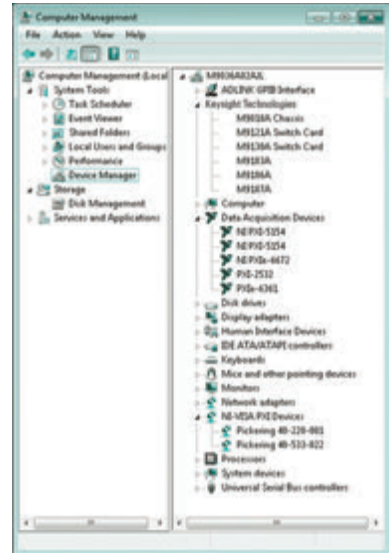 Computer Management
File Action View Help
Computer Management (Local
System Tools
Task Scheduler
Event Viewer
Shared Folders
Local Users and Groups
Performance
Device Manager
Storage
Disk Management
Services and Applications
ADLINK GPIB Interface
Keysight Technologies
M9018A Chassis
M9121A Switch Card
M9130A Switch Card
M9183A
M9186A
M9187A
Computer
Data Acquisition Devices
NI PXI-5154
NI PXI-5154
NI PXIe-6672
PXI-2532
PXIe-6361
Disk drives
Display adapters
Human Interface Devices
IDE ATA/ATAPI controllers
Keyboards
Mice and other pointing devices
Monitors
Network adapters
NI-VISA PXI Devices
Pickering 40-220-001
Pickering 40-533-022
Processors
System devices
Universal Serial Bus controllers